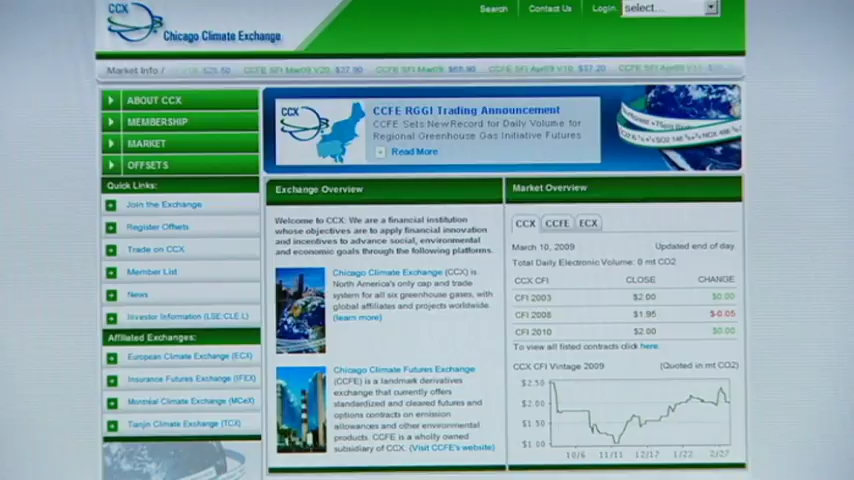 CCX
Chicago Climate Exchange
Search Contact Us Login select...
Market Info /
CCFE SFI Mar09 V20 $27.90 CCFE SFI Mar09 CCFE SFI Apr09 V10 $37.20 CCFE SFI Apr09 V10
ABOUT CCX
MEMBERSHIP
MARKET
OFFSETS
Quick Links:
Join the Exchange
Register Offsets
Trade on CCX
Member List
News
Investor Information (LSE:CLE.L)
Affiliated Exchanges:
European Climate Exchange (ECX)
Insurance Futures Exchange (IFEX)
Montréal Climate Exchange (MCeX)
Tianjin Climate Exchange (TCX)
CCX
CCFE RGGI Trading Announcement
CCFE Sets New Record for Daily Volume for
Regional Greenhouse Gas Initiative Futures
Read More
Exchange Overview
Welcome to CCX: We are a financial institution
whose objectives are to apply financial innovation
and incentives to advance social, environmental
and economic goals through the following platforms.
Chicago Climate Exchange (CCX) is
North America's only cap and trade
system for all six greenhouse gases, with
global affiliates and projects worldwide.
(learn more)
Chicago Climate Futures Exchange
(CCFE) is a landmark derivatives
exchange that currently offers
standardized and cleared futures and
options contracts on emission
allowances and other environmental
products. CCFE is a wholly owned
subsidiary of CCX. (Visit CCFE's website)
Market Overview
CCX CCFE ECX
March 10, 2009 Updated end of day
Total Daily Electronic Volume: 0 mt CO2
CCX CFI CLOSE CHANGE
CFI 2003 $2.00 $0.00
CFI 2008 $1.95 $-0.05
CFI 2010 $2.00 $0.00
To view all listed contracts click here.
CCX CFI Vintage 2009 (Quoted in mt CO2)
$2.50
$2.00
$1.50
$1.00
10/6 11/11 12/17 1/22 2/27